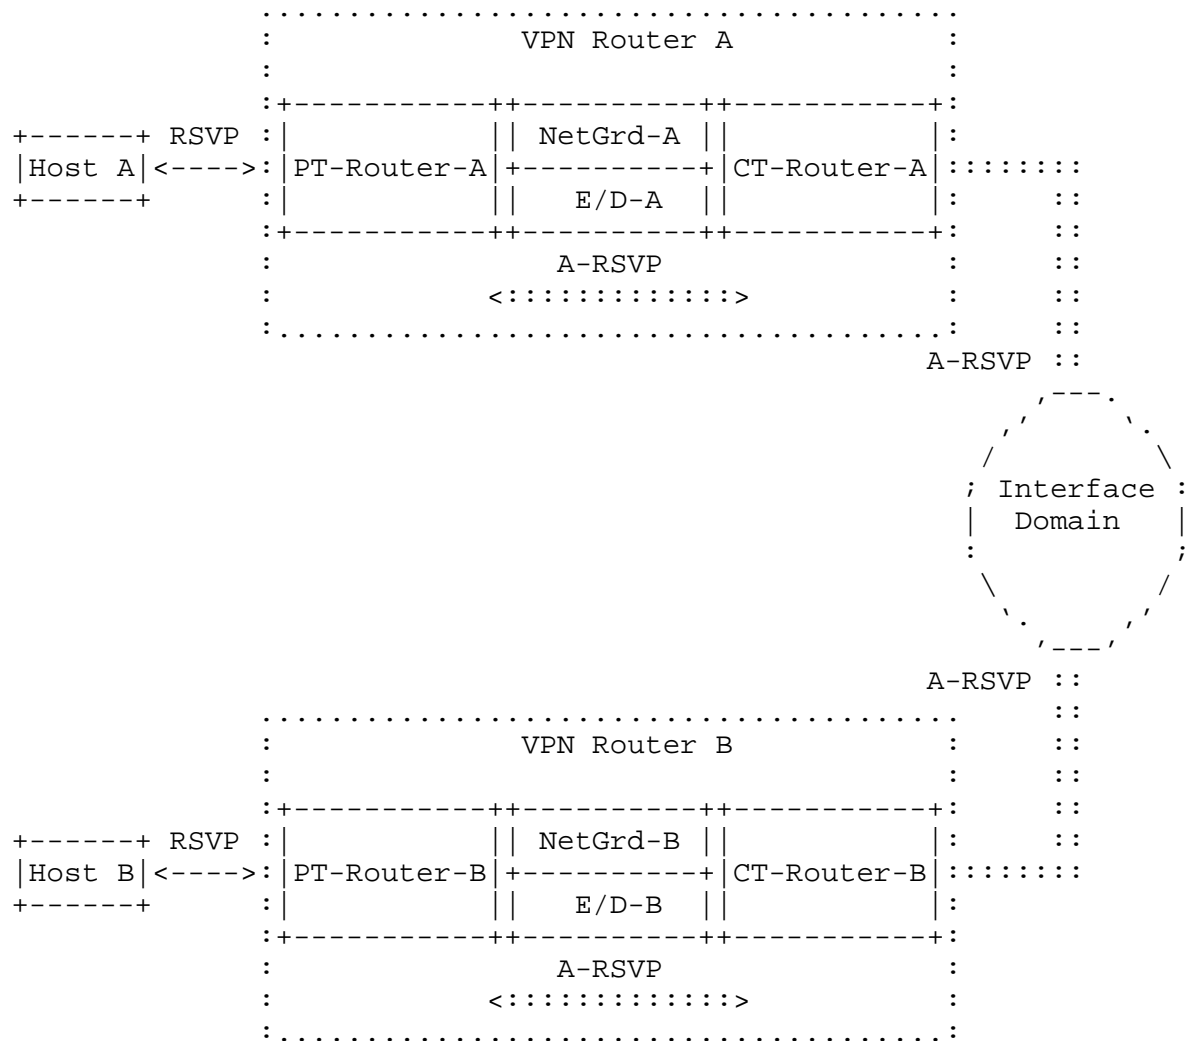 VPN Router A
RSVP NetGrd-A
Host A PT-Router-A CT-Router-A
E/D-A
A-RSVP
A-RSVP
Interface
Domain
A-RSVP
VPN Router B
RSVP NetGrd-B
Host B PT-Router-B CT-Router-B
E/D-B
A-RSVP